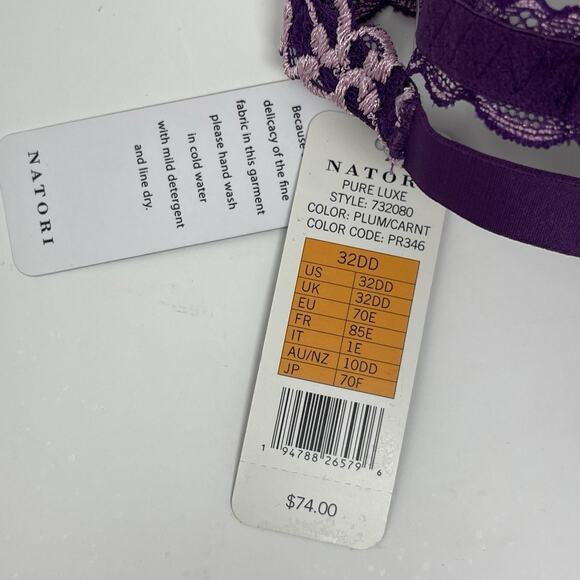 NATORI
Because
delicacy of the fine
fabric in this garment
please hand wash
in cold water
with mild detergent
and line dry.
NATORI
PURE LUXE
STYLE: 732080
COLOR: PLUM/CARNT
COLOR CODE: PR346
32DD
US 32DD
UK 32DD
EU 70E
FR 85E
IT 1E
AU/NZ 10DD
JP 70F
1 94788 26579 6
$74.00